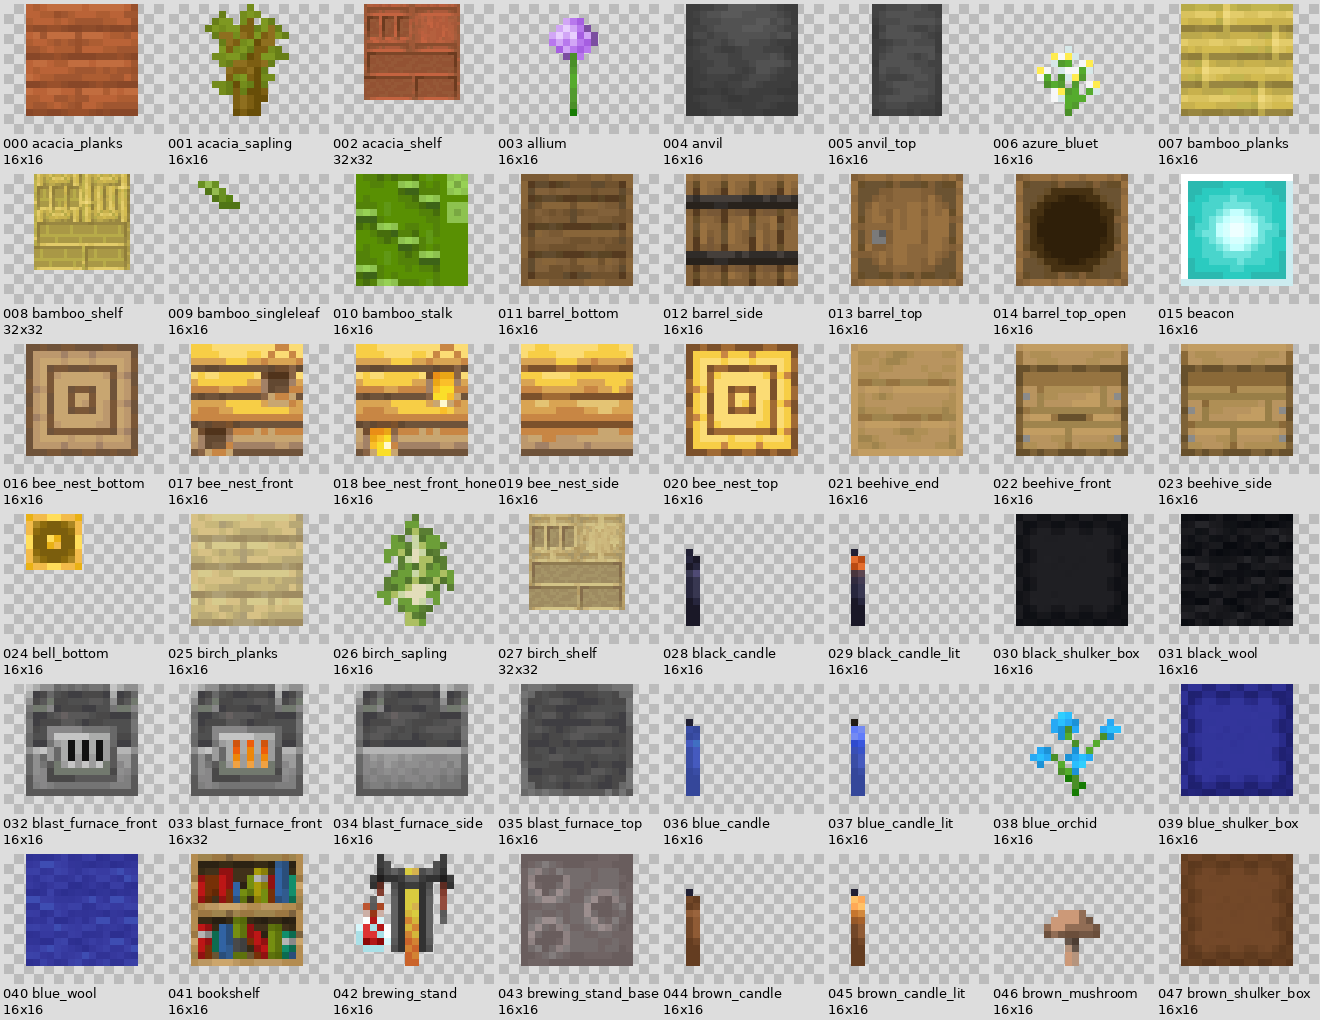 000 acacia_planks
16x16
001 acacia_sapling
16x16
002 acacia_shelf
32x32
003 allium
16x16
004 anvil
16x16
005 anvil_top
16x16
006 azure_bluet
16x16
007 bamboo_planks
16x16
008 bamboo_shelf
32x32
009 bamboo_singleleaf
16x16
010 bamboo_stalk
16x16
011 barrel_bottom
16x16
012 barrel_side
16x16
013 barrel_top
16x16
014 barrel_top_open
16x16
015 beacon
16x16
016 bee_nest_bottom
16x16
017 bee_nest_front
16x16
018 bee_nest_front_hone
16x16
019 bee_nest_side
16x16
020 bee_nest_top
16x16
021 beehive_end
16x16
022 beehive_front
16x16
023 beehive_side
16x16
024 bell_bottom
16x16
025 birch_planks
16x16
026 birch_sapling
16x16
027 birch_shelf
32x32
028 black_candle
16x16
029 black_candle_lit
16x16
030 black_shulker_box
16x16
031 black_wool
16x16
032 blast_furnace_front
16x16
033 blast_furnace_front
16x32
034 blast_furnace_side
16x16
035 blast_furnace_top
16x16
036 blue_candle
16x16
037 blue_candle_lit
16x16
038 blue_orchid
16x16
039 blue_shulker_box
16x16
040 blue_wool
16x16
041 bookshelf
16x16
042 brewing_stand
16x16
043 brewing_stand_base
16x16
044 brown_candle
16x16
045 brown_candle_lit
16x16
046 brown_mushroom
16x16
047 brown_shulker_box
16x16